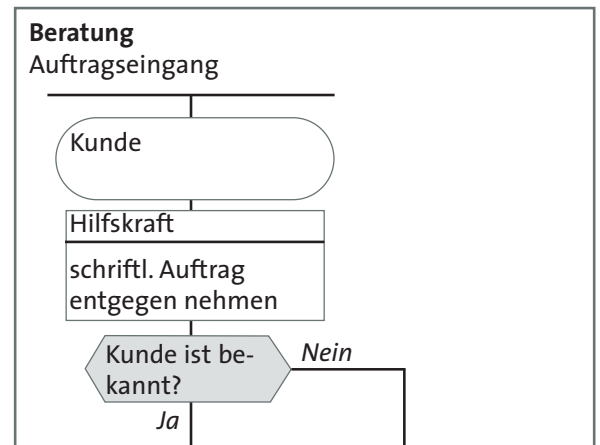 Beratung
Auftragseingang
Kunde
Hilfskraft
schriftl. Auftrag
entgegen nehmen
Kunde ist be-
kannt?
Nein
Ja